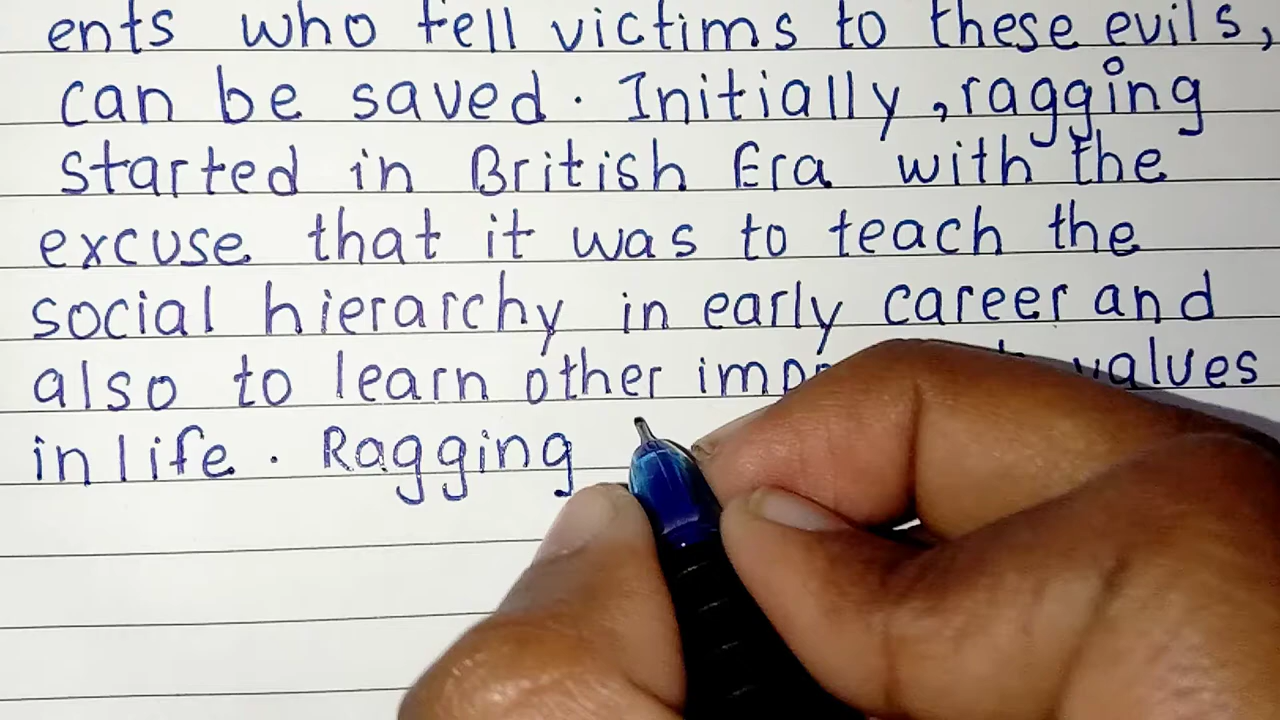 ents who fell victims to these evils,
can be saved. Initially, ragging
started in British Era with the
excuse that it was to teach the
social hierarchy in early career and
also to learn other values
in life. Ragging